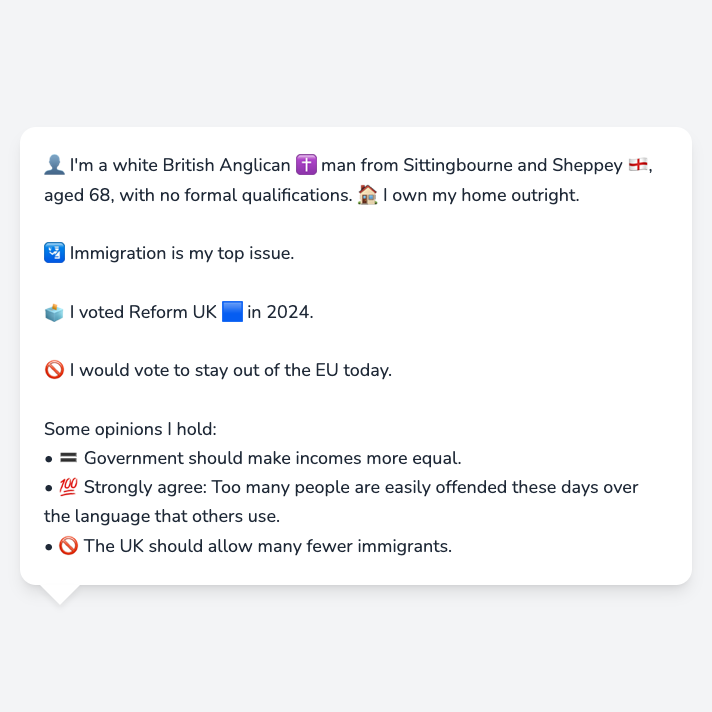 👤 I'm a white British Anglican ✝️ man from Sittingbourne and Sheppey 🏴󠁧󠁢󠁥󠁮󠁧󠁿,
aged 68, with no formal qualifications. 🏠 I own my home outright.
🛂 Immigration is my top issue.
🗳️ I voted Reform UK 🟦 in 2024.
🚫 I would vote to stay out of the EU today.
Some opinions I hold:
• 🟰 Government should make incomes more equal.
• 💯 Strongly agree: Too many people are easily offended these days over
the language that others use.
• 🚫 The UK should allow many fewer immigrants.